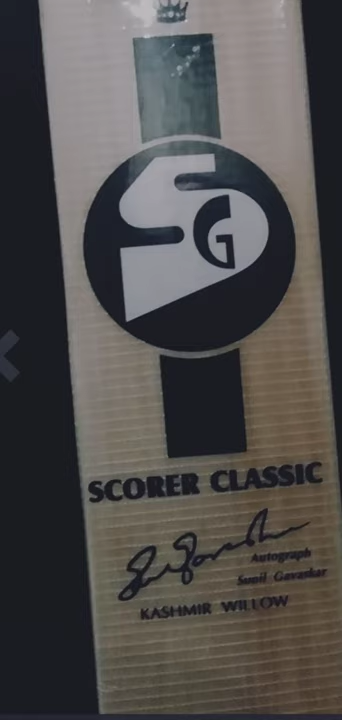 SG
SCORER CLASSIC
Autograph
Sunil Gavaskar
KASHMIR WILLOW